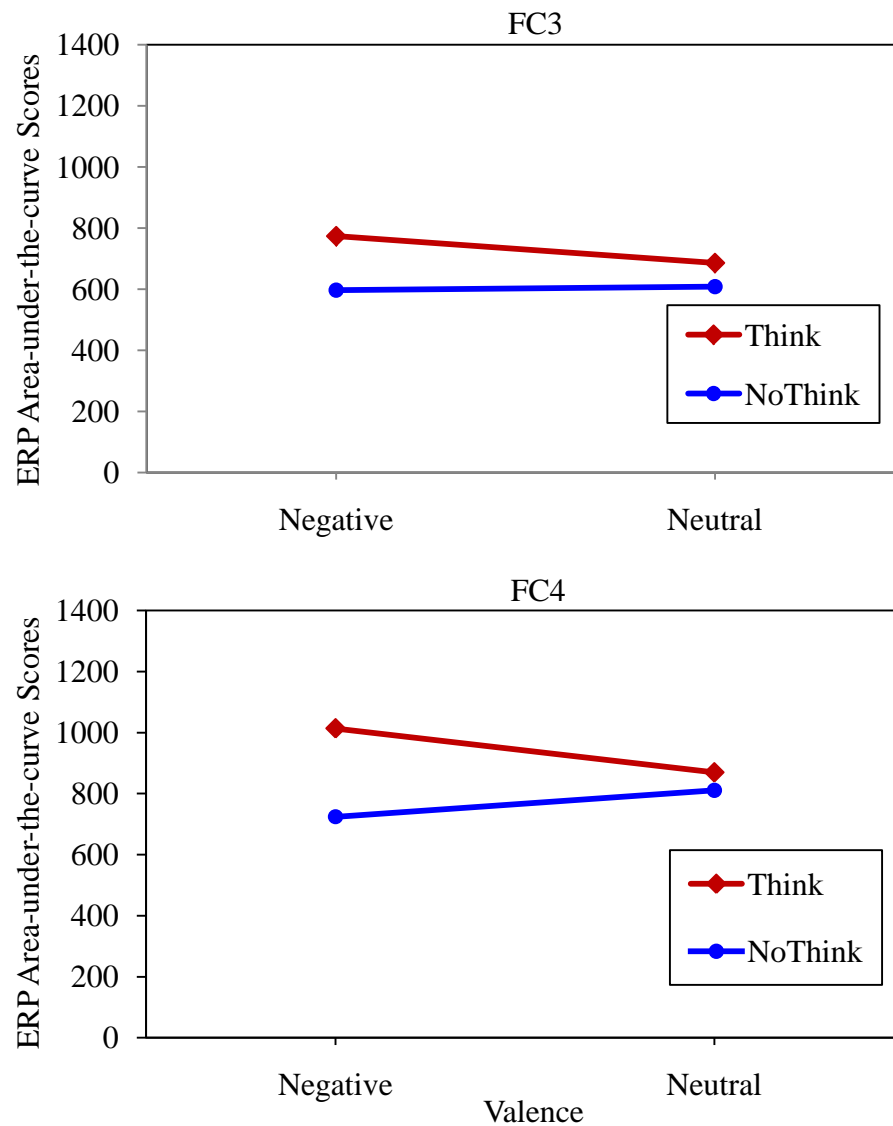 FC3
ERP Area-under-the-curve Scores
1400
1200
1000
800
600
400
200
0
Think
NoThink
Negative Neutral
FC4
ERP Area-under-the-curve Scores
1400
1200
1000
800
600
400
200
0
Think
NoThink
Negative Neutral
Valence